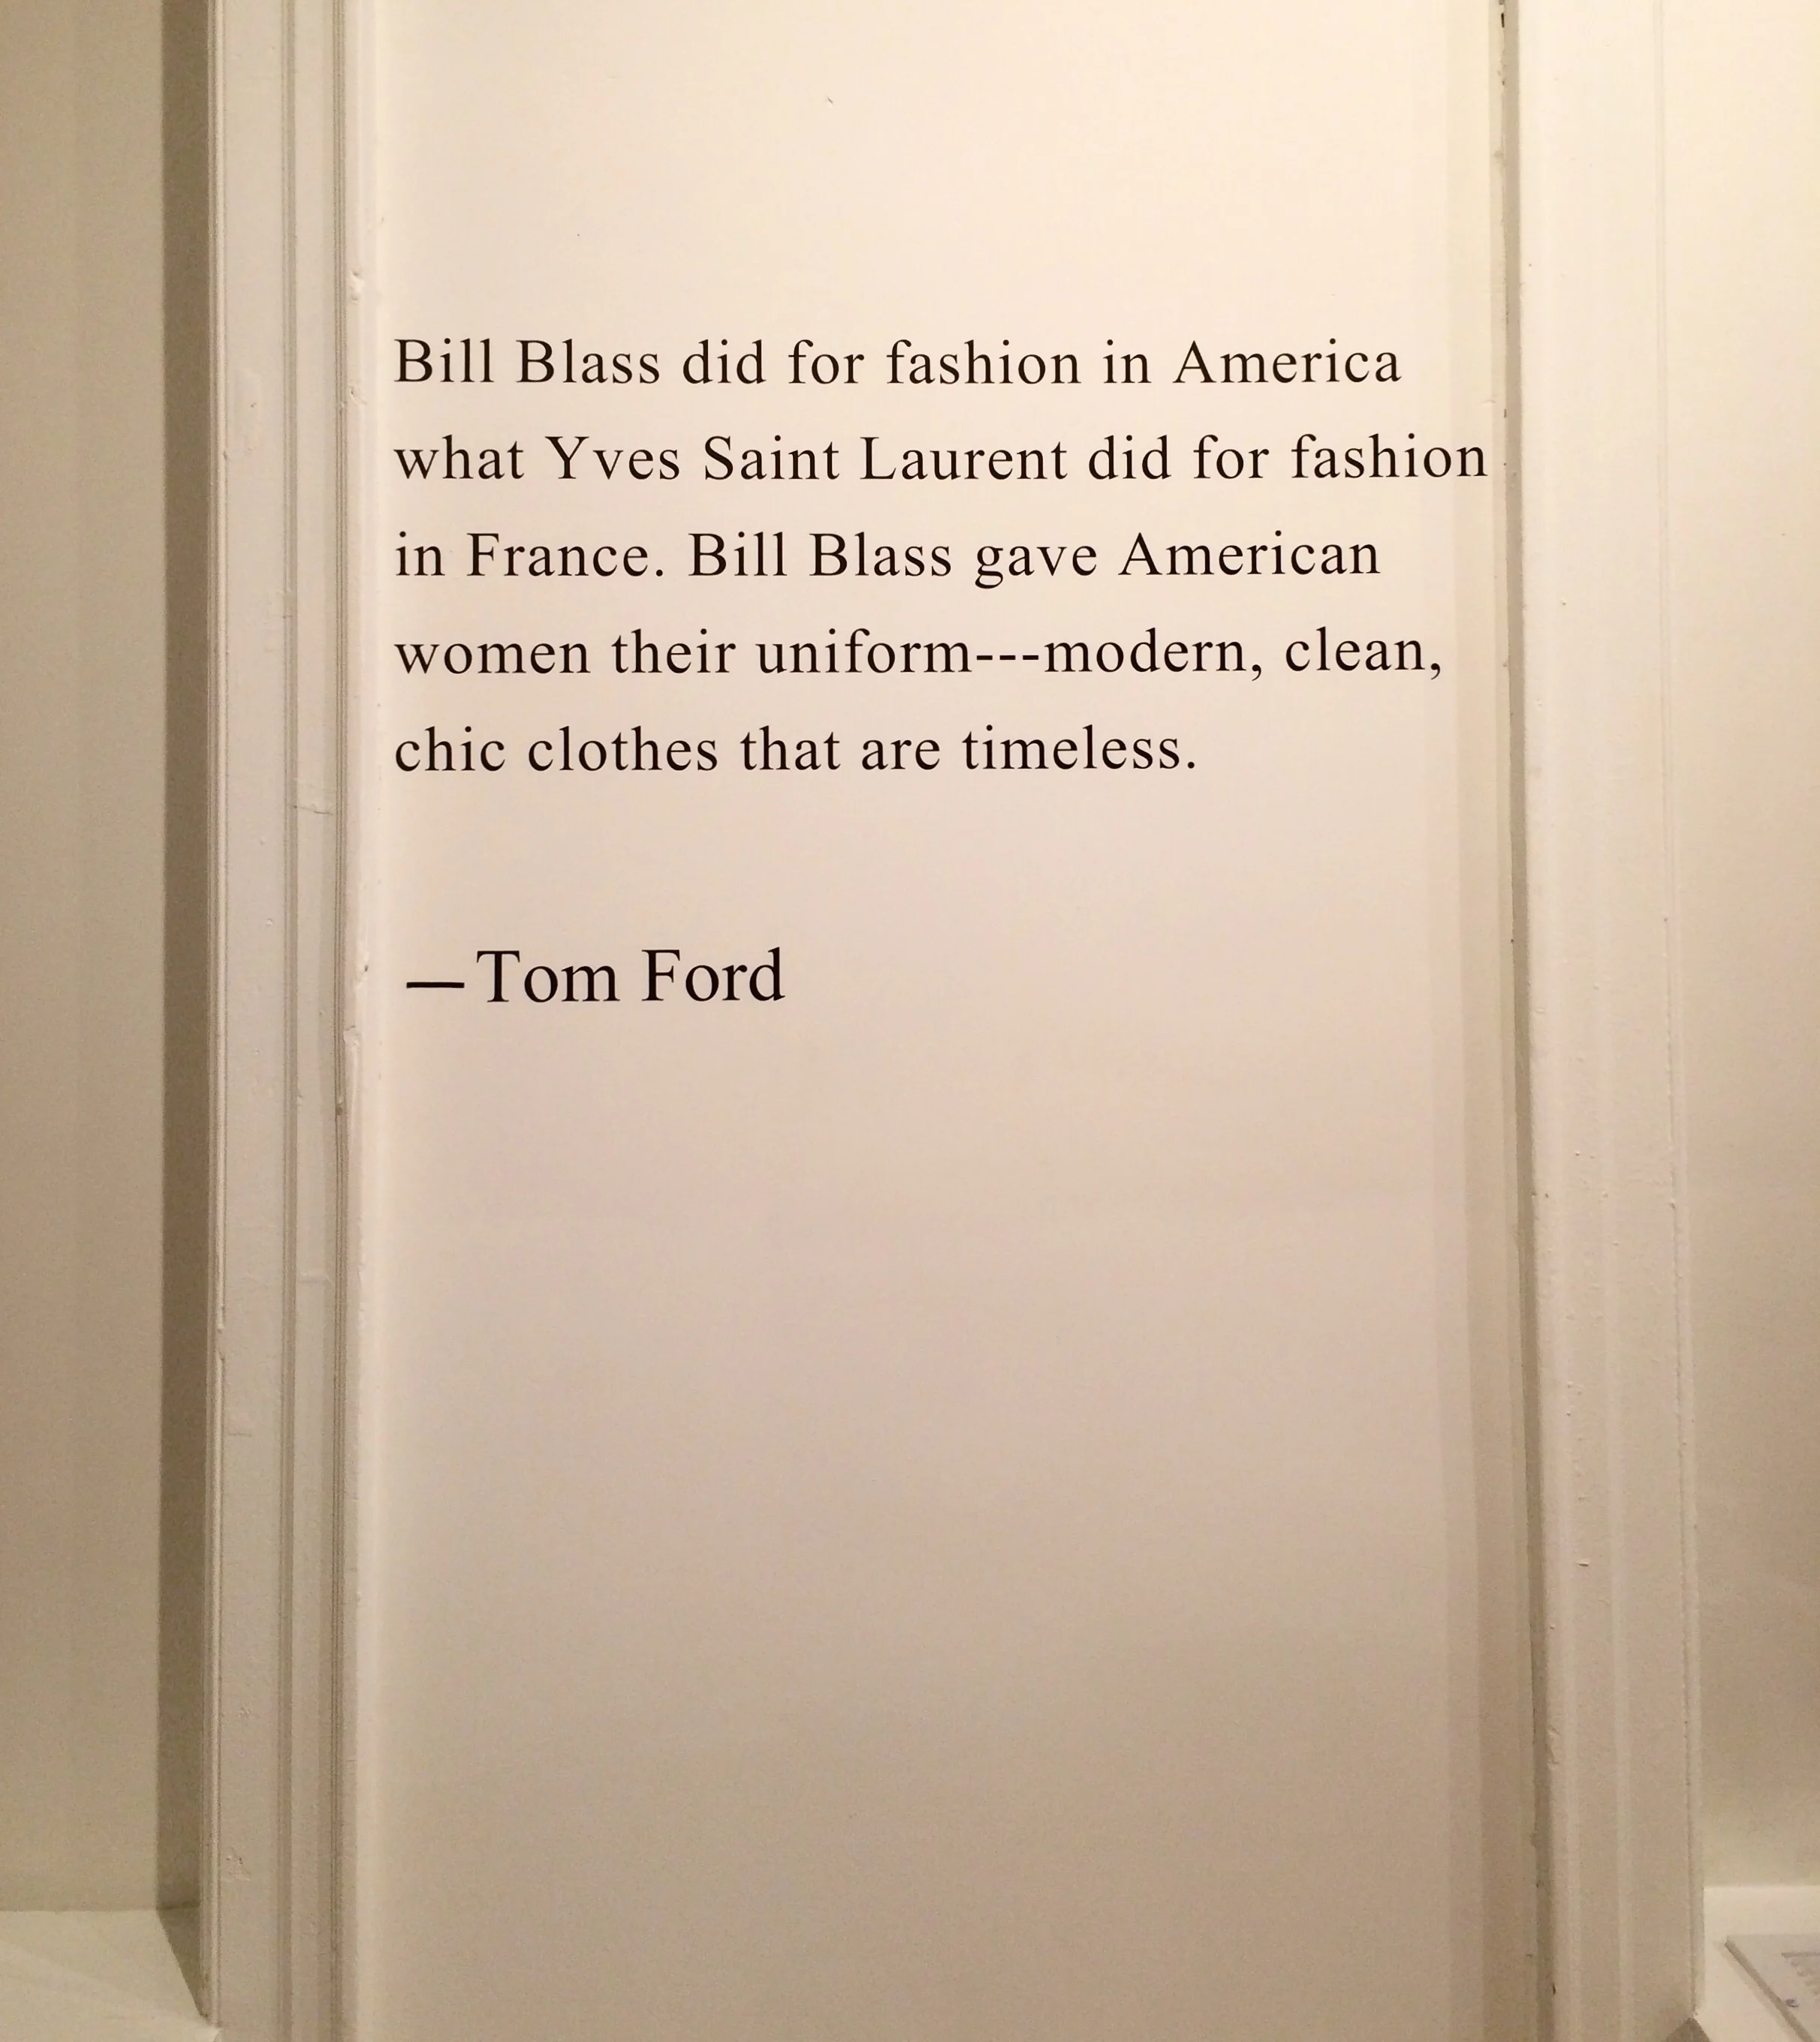 Bill Blass did for fashion in America
what Yves Saint Laurent did for fashion
in France. Bill Blass gave American
women their uniform---modern, clean,
chic clothes that are timeless.
—Tom Ford